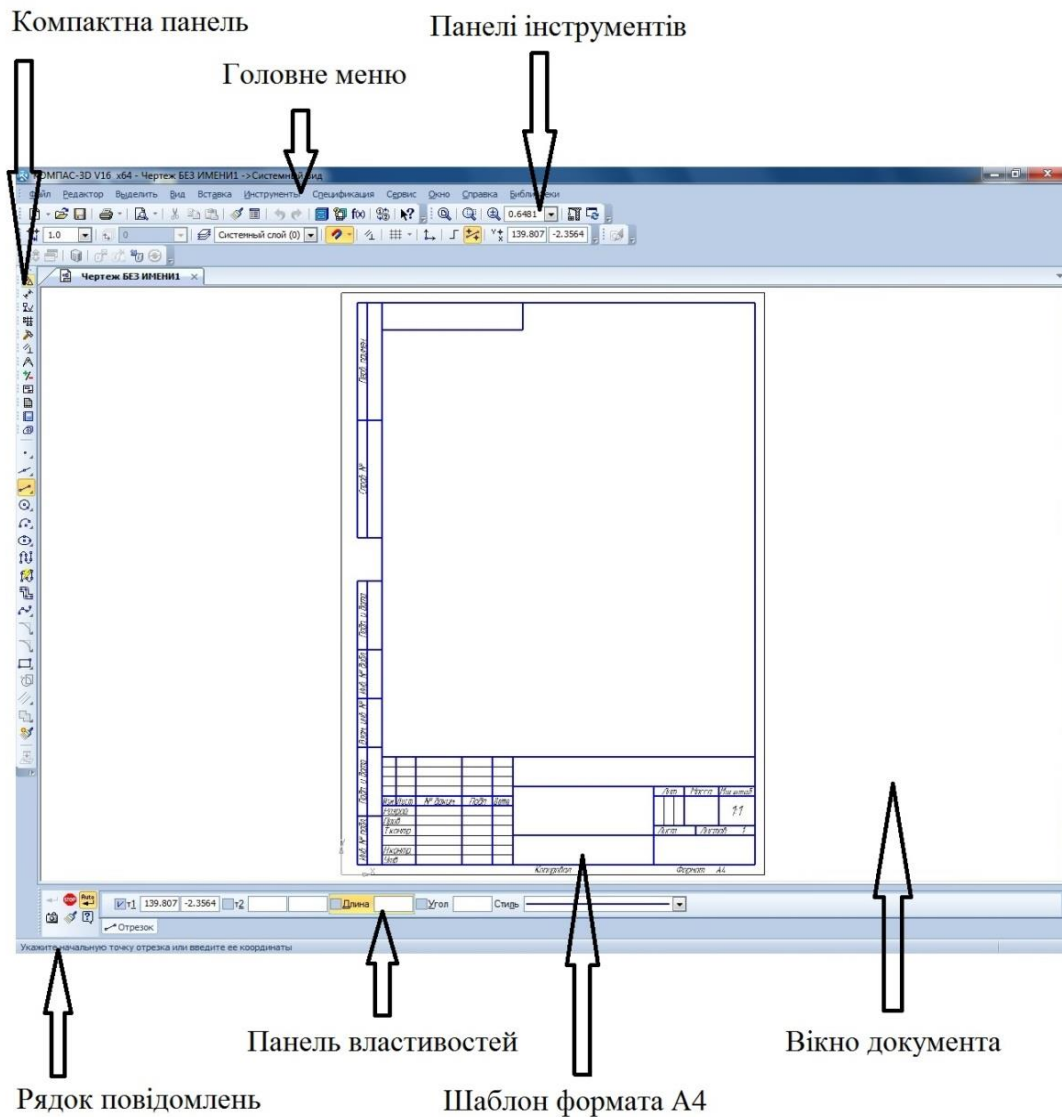 Компактна панель
Панелі інструментів
Головне меню
КОМПАС-3D V16 x64 - Чертеж БЕЗ ИМЕНИ1 ->Системный вид
Файл Редактор Выделить Вид Вставка Инструменты Спецификация Сервис Окно Справка Библиотеки
f(x) 0.6481
1.0 0 Системный слой (0) 139.807 -2.3564
Чертеж БЕЗ ИМЕНИ1
Перв. примен.
Справ. №
Подп. и дата
Инв. № дубл.
Взам. инв. №
Подп. и дата
Инв. № подл.
Лит. Масса Масштаб
Изм. Лист № докум. Подп. Дата
Разраб. 1:1
Пров.
Т.контр. Лист Листов 1
Н.контр.
Утв.
Копировал Формат А4
Y
X
STOP Auto т1 139.807 -2.3564 т2 Длина Угол Стиль
Отрезок
Укажите начальную точку отрезка или введите ее координаты
Панель властивостей
Вікно документа
Рядок повідомлень
Шаблон формата А4